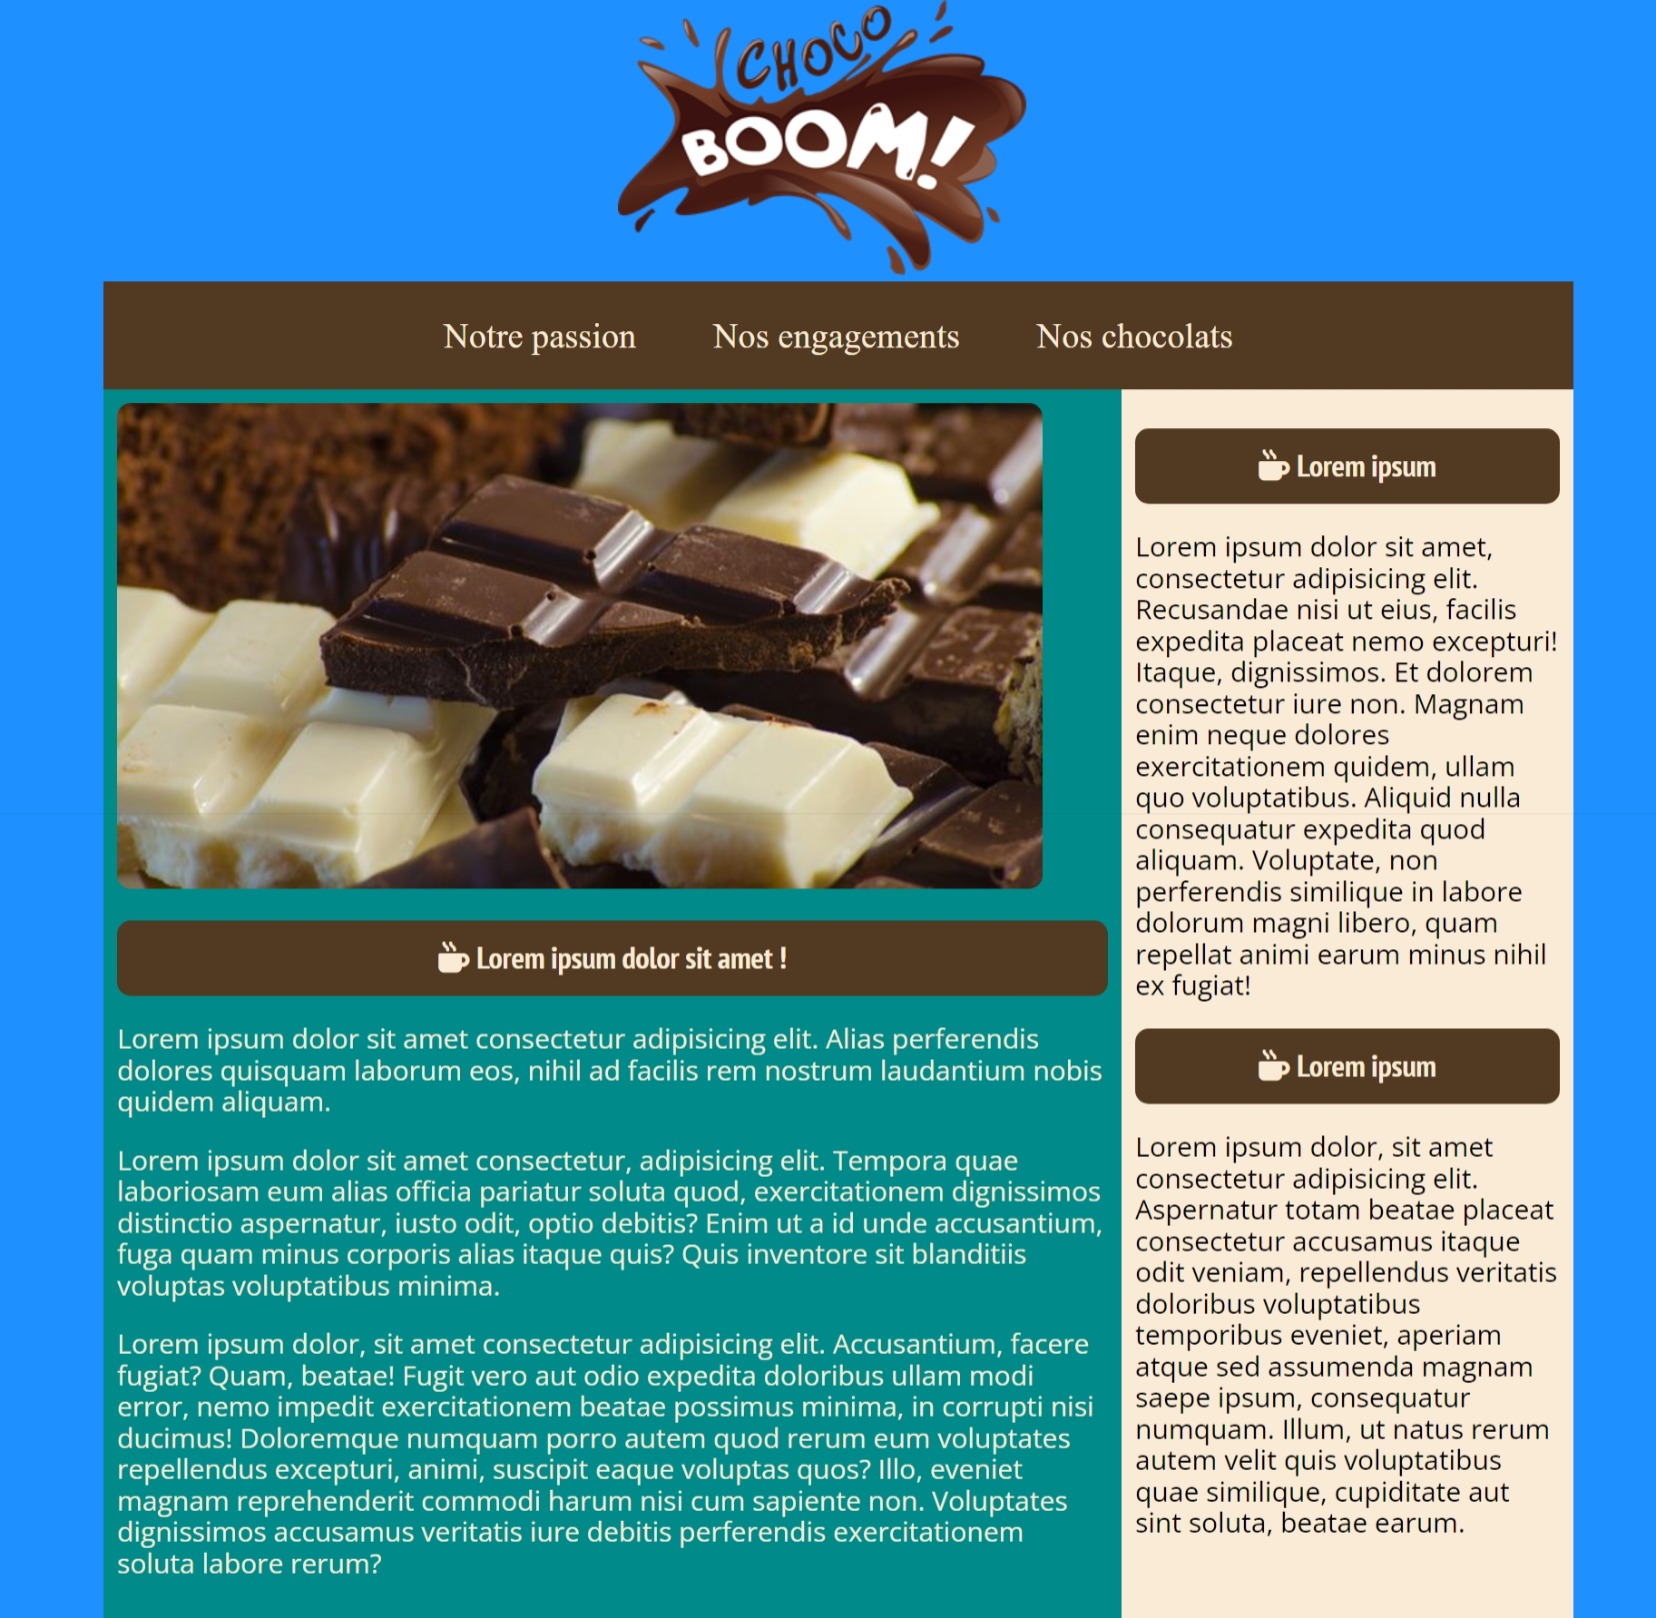 CHOCO
BOOM!
Notre passion Nos engagements Nos chocolats
Lorem ipsum dolor sit amet !
Lorem ipsum dolor sit amet consectetur adipisicing elit. Alias perferendis
dolores quisquam laborum eos, nihil ad facilis rem nostrum laudantium nobis
quidem aliquam.
Lorem ipsum dolor sit amet consectetur, adipisicing elit. Tempora quae
laboriosam eum alias officia pariatur soluta quod, exercitationem dignissimos
distinctio aspernatur, iusto odit, optio debitis? Enim ut a id unde accusantium,
fuga quam minus corporis alias itaque quis? Quis inventore sit blanditiis
voluptas voluptatibus minima.
Lorem ipsum dolor, sit amet consectetur adipisicing elit. Accusantium, facere
fugiat? Quam, beatae! Fugit vero aut odio expedita doloribus ullam modi
error, nemo impedit exercitationem beatae possimus minima, in corrupti nisi
ducimus! Doloremque numquam porro autem quod rerum eum voluptates
repellendus excepturi, animi, suscipit eaque voluptas quos? Illo, eveniet
magnam reprehenderit commodi harum nisi cum sapiente non. Voluptates
dignissimos accusamus veritatis iure debitis perferendis exercitationem
soluta labore rerum?
Lorem ipsum
Lorem ipsum dolor sit amet,
consectetur adipisicing elit.
Recusandae nisi ut eius, facilis
expedita placeat nemo excepturi!
Itaque, dignissimos. Et dolorem
consectetur iure non. Magnam
enim neque dolores
exercitationem quidem, ullam
quo voluptatibus. Aliquid nulla
consequatur expedita quod
aliquam. Voluptate, non
perferendis similique in labore
dolorum magni libero, quam
repellat animi earum minus nihil
ex fugiat!
Lorem ipsum
Lorem ipsum dolor, sit amet
consectetur adipisicing elit.
Aspernatur totam beatae placeat
consectetur accusamus itaque
odit veniam, repellendus veritatis
doloribus voluptatibus
temporibus eveniet, aperiam
atque sed assumenda magnam
saepe ipsum, consequatur
numquam. Illum, ut natus rerum
autem velit quis voluptatibus
quae similique, cupiditate aut
sint soluta, beatae earum.